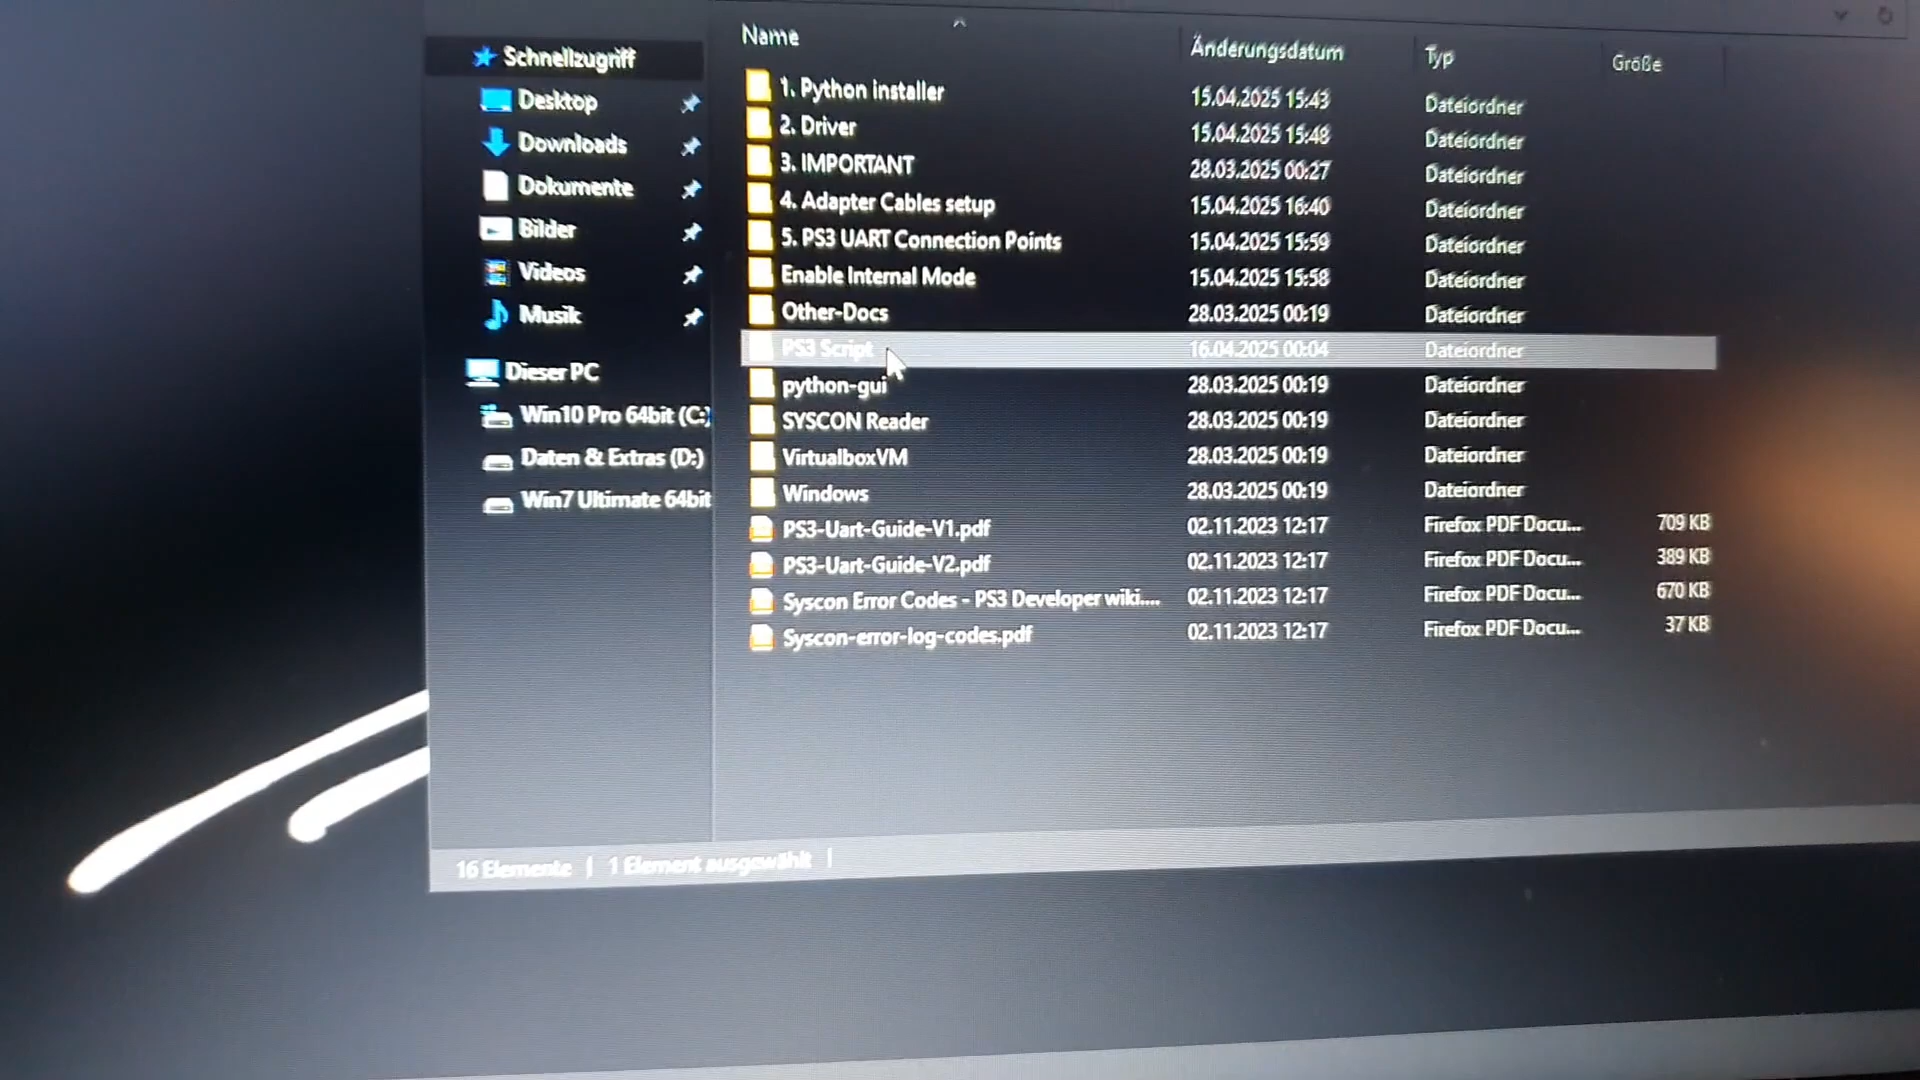 Name Änderungsdatum Typ Größe
Schnellzugriff
Desktop
Downloads
Dokumente
Bilder
Videos
Musik
Dieser PC
Win10 Pro 64bit (C:)
Daten & Extras (D:)
Win7 Ultimate 64bit
1. Python installer 15.04.2025 15:43 Dateiordner
2. Driver 15.04.2025 15:48 Dateiordner
3. IMPORTANT 28.03.2025 00:27 Dateiordner
4. Adapter Cables setup 15.04.2025 16:40 Dateiordner
5. PS3 UART Connection Points 15.04.2025 15:59 Dateiordner
Enable Internal Mode 15.04.2025 15:58 Dateiordner
Other-Docs 28.03.2025 00:19 Dateiordner
PS3 Script 16.04.2025 00:04 Dateiordner
python-gui 28.03.2025 00:19 Dateiordner
SYSCON Reader 28.03.2025 00:19 Dateiordner
VirtualboxVM 28.03.2025 00:19 Dateiordner
Windows 28.03.2025 00:19 Dateiordner
PS3-Uart-Guide-V1.pdf 02.11.2023 12:17 Firefox PDF Docu... 709 KB
PS3-Uart-Guide-V2.pdf 02.11.2023 12:17 Firefox PDF Docu... 389 KB
Syscon Error Codes - PS3 Developer wiki.... 02.11.2023 12:17 Firefox PDF Docu... 670 KB
Syscon-error-log-codes.pdf 02.11.2023 12:17 Firefox PDF Docu... 37 KB
16 Elemente | 1 Element ausgewählt |